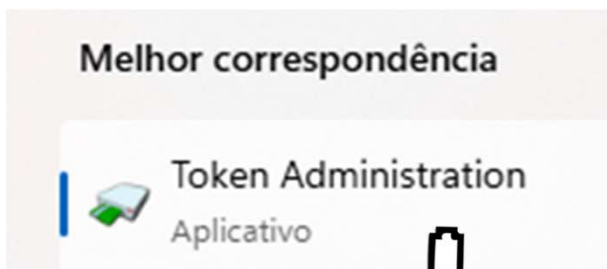 Melhor correspondência
Token Administration
Aplicativo